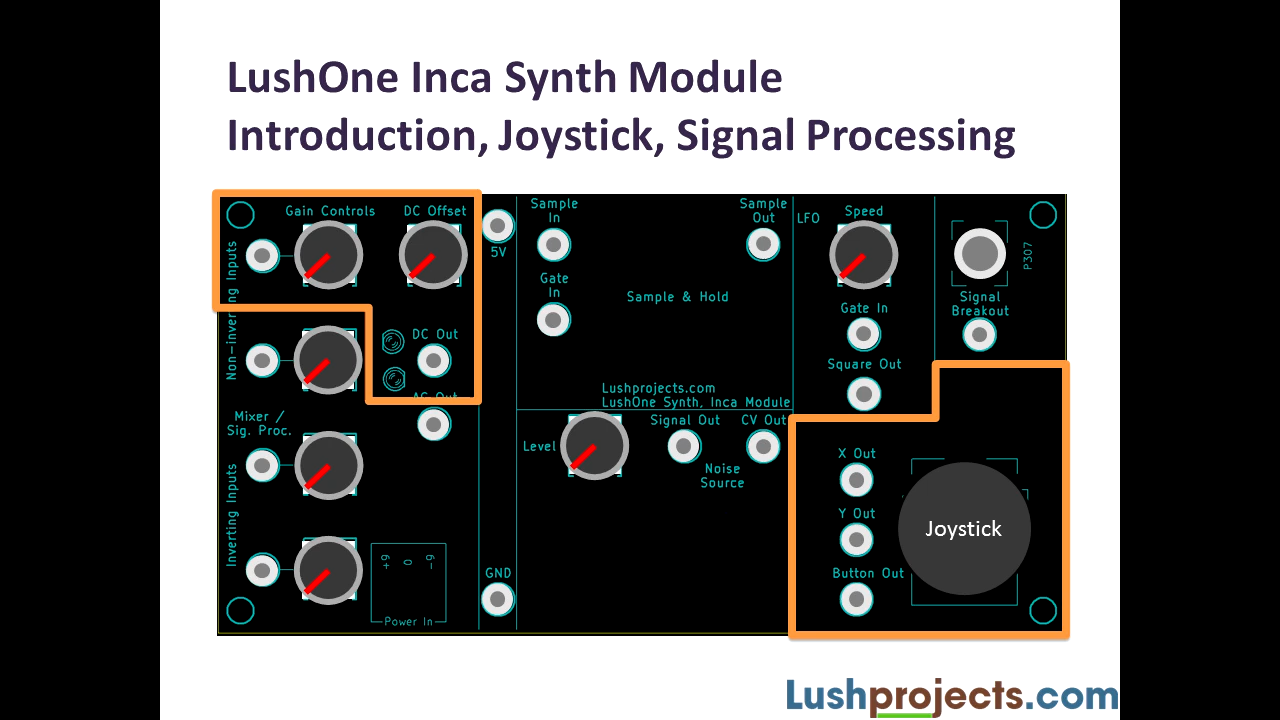 LushOne Inca Synth Module
Introduction, Joystick, Signal Processing
Gain Controls
DC Offset
Non-inverting Inputs
DC Out
AC Out
Mixer /
Sig. Proc.
Inverting Inputs
+9
0
-9
Power In
5V
GND
Sample
In
Sample
Out
Gate
In
Sample & Hold
Lushprojects.com
LushOne Synth, Inca Module
Level
Signal Out
CV Out
Noise
Source
LFO
Speed
Gate In
Square Out
P307
Signal
Breakout
X Out
Y Out
Button Out
Joystick
Lushprojects.com